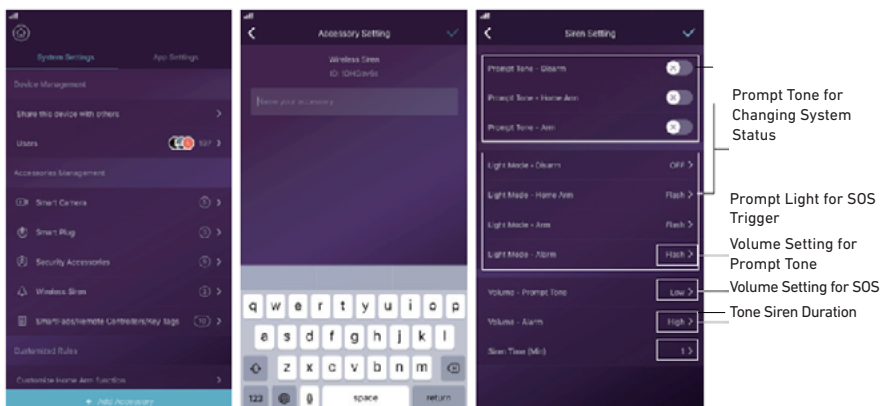 System Settings
App Settings
Device Management
Share this device with others
Users
Accessories Management
Smart Camera
Smart Plug
Security Accessories
Wireless Siren
Customized Rules
Customize Home Arm function
+ Add Accessory
Accessory Setting
Wireless Siren
Name your accessory
q w e r t y u i o p
a s d f g h j k l
z x c v b n m
123
space
return
Siren Setting
Prompt Tone - Disarm
Prompt Tone - Home Arm
Prompt Tone - Arm
Light Mode - Disarm OFF
Light Mode - Home Arm Flash
Light Mode - Arm Flash
Light Mode - Alarm Flash
Volume - Prompt Tone Low
Volume - Alarm High
Siren Time (Min) 1
Prompt Tone for
Changing System
Status
Prompt Light for SOS
Trigger
Volume Setting for
Prompt Tone
Volume Setting for SOS
Tone Siren Duration